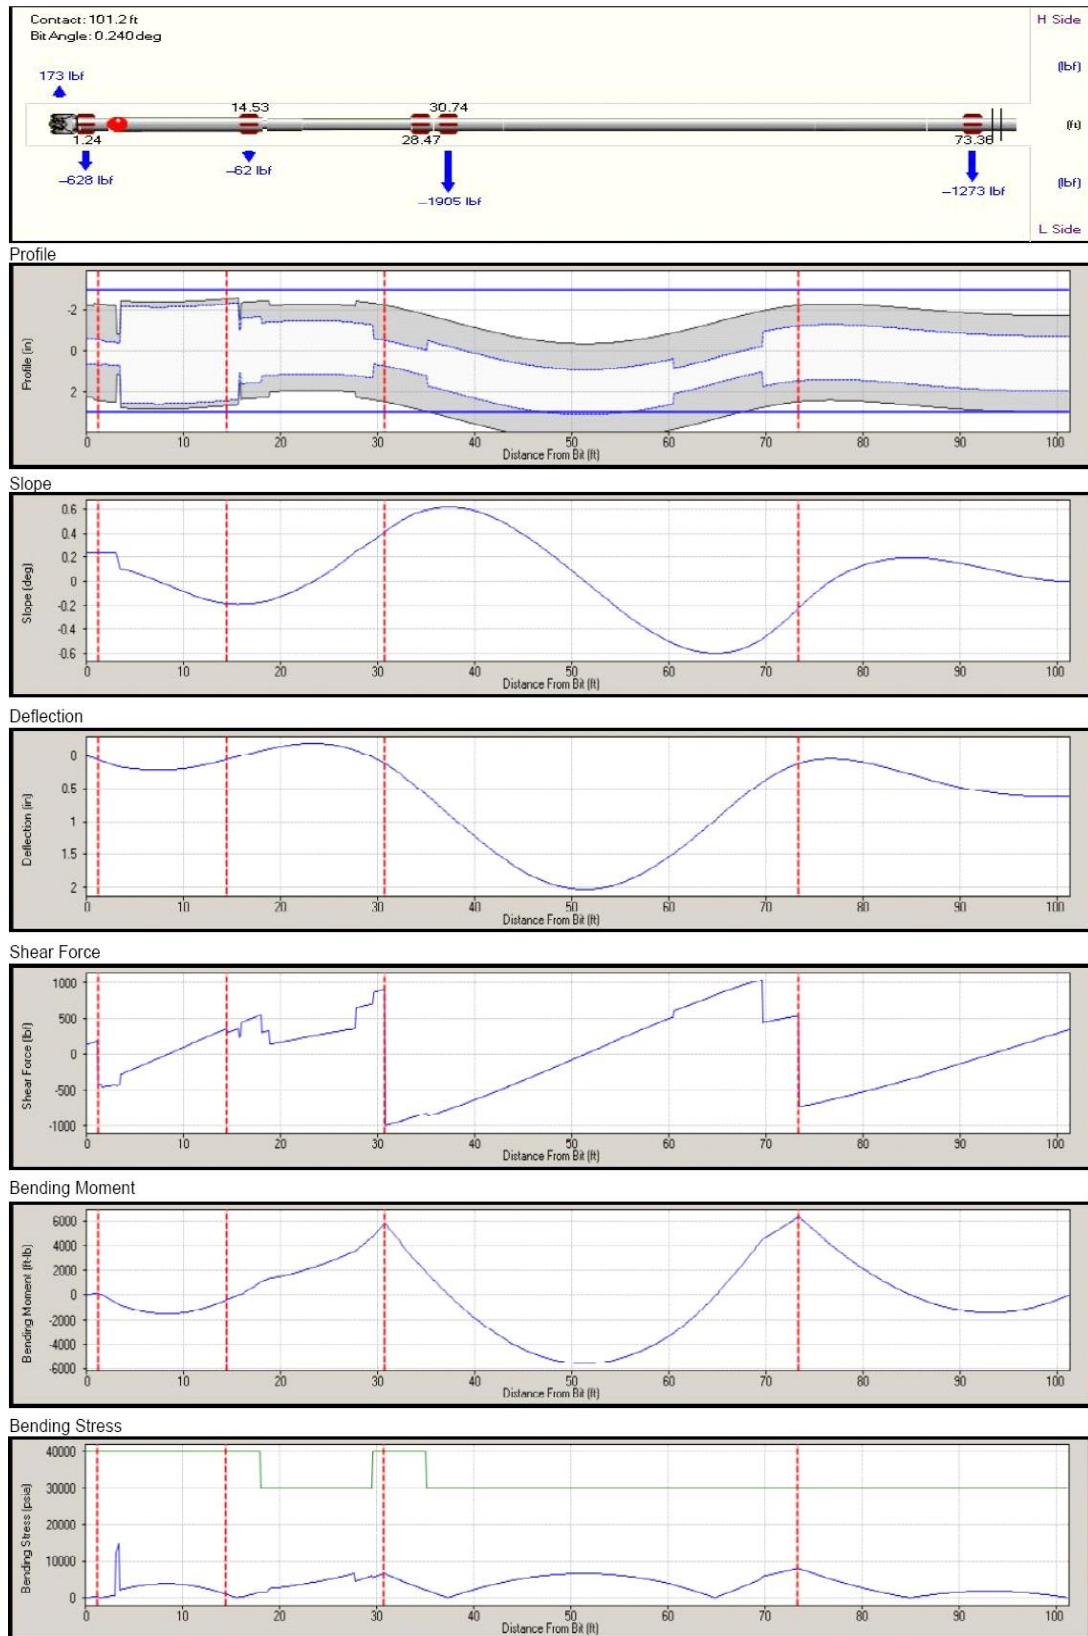 Contact: 101.2 ft
Bit Angle: 0.240 deg
H Side
(lbf)
173 lbf
14.53
30.74
(ft)
1.24
28.47
73.36
-628 lbf
-62 lbf
-1905 lbf
-1273 lbf
(lbf)
L Side
Profile
Profile (in)
-2
0
2
0 10 20 30 40 50 60 70 80 90 100
Distance From Bit (ft)
Slope
Slope (deg)
0.6
0.4
0.2
0
-0.2
-0.4
-0.6
0 10 20 30 40 50 60 70 80 90 100
Distance From Bit (ft)
Deflection
Deflection (in)
0
0.5
1
1.5
2
0 10 20 30 40 50 60 70 80 90 100
Distance From Bit (ft)
Shear Force
Shear Force (lbf)
1000
500
0
-500
-1000
0 10 20 30 40 50 60 70 80 90 100
Distance From Bit (ft)
Bending Moment
Bending Moment (ft-lb)
6000
4000
2000
0
-2000
-4000
-6000
0 10 20 30 40 50 60 70 80 90 100
Distance From Bit (ft)
Bending Stress
Bending Stress (psia)
40000
30000
20000
10000
0
0 10 20 30 40 50 60 70 80 90 100
Distance From Bit (ft)